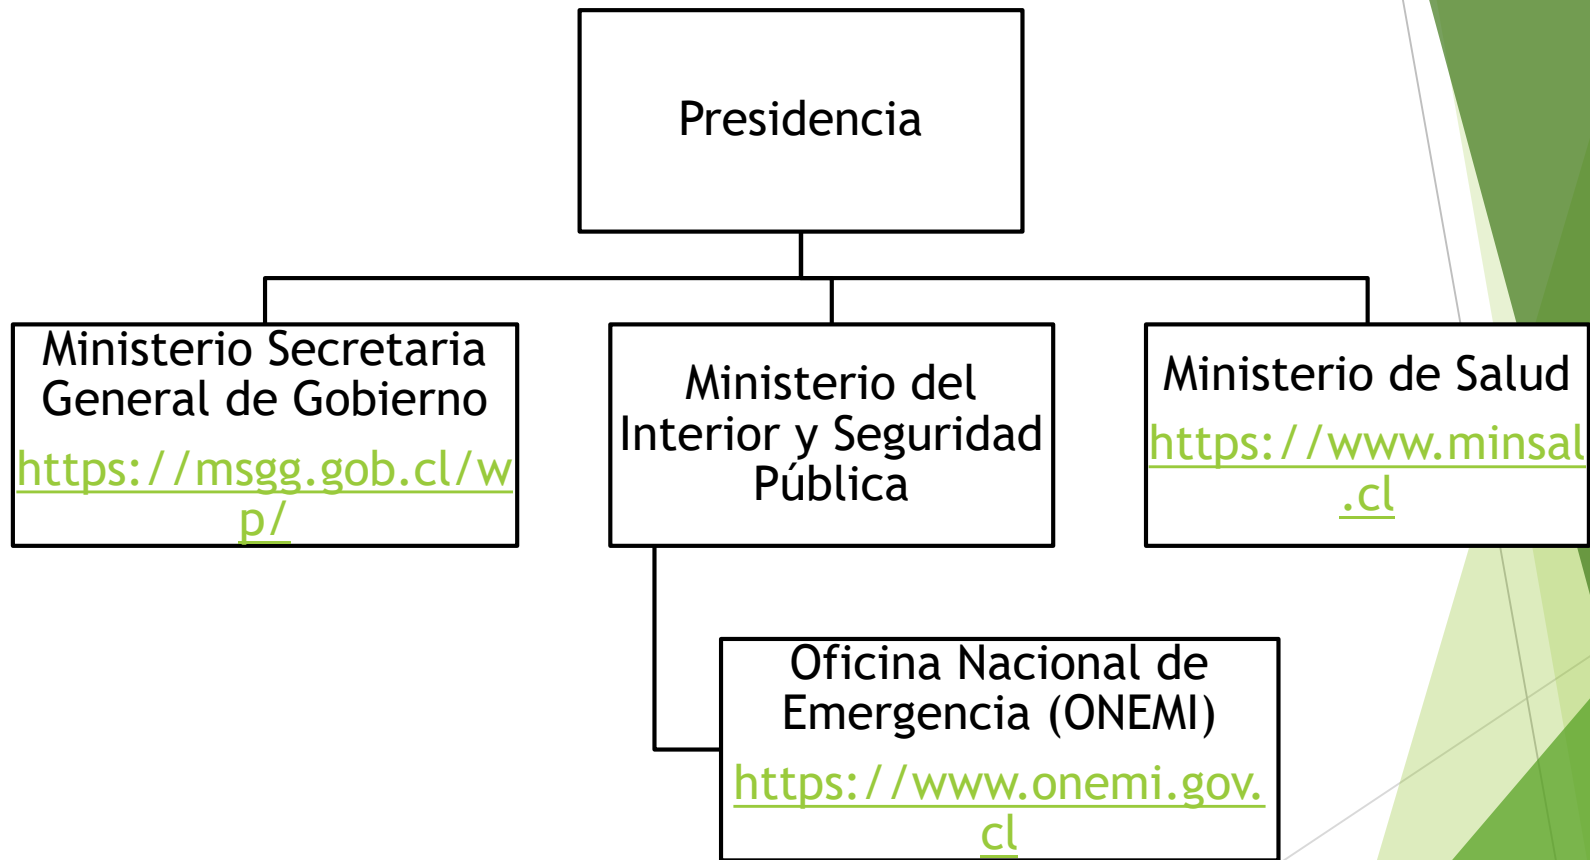 Presidencia
Ministerio Secretaria
General de Gobierno
https://msgg.gob.cl/w
p/
Ministerio del
Interior y Seguridad
Pública
Ministerio de Salud
https://www.minsal
.cl
Oficina Nacional de
Emergencia (ONEMI)
https://www.onemi.gov.
cl